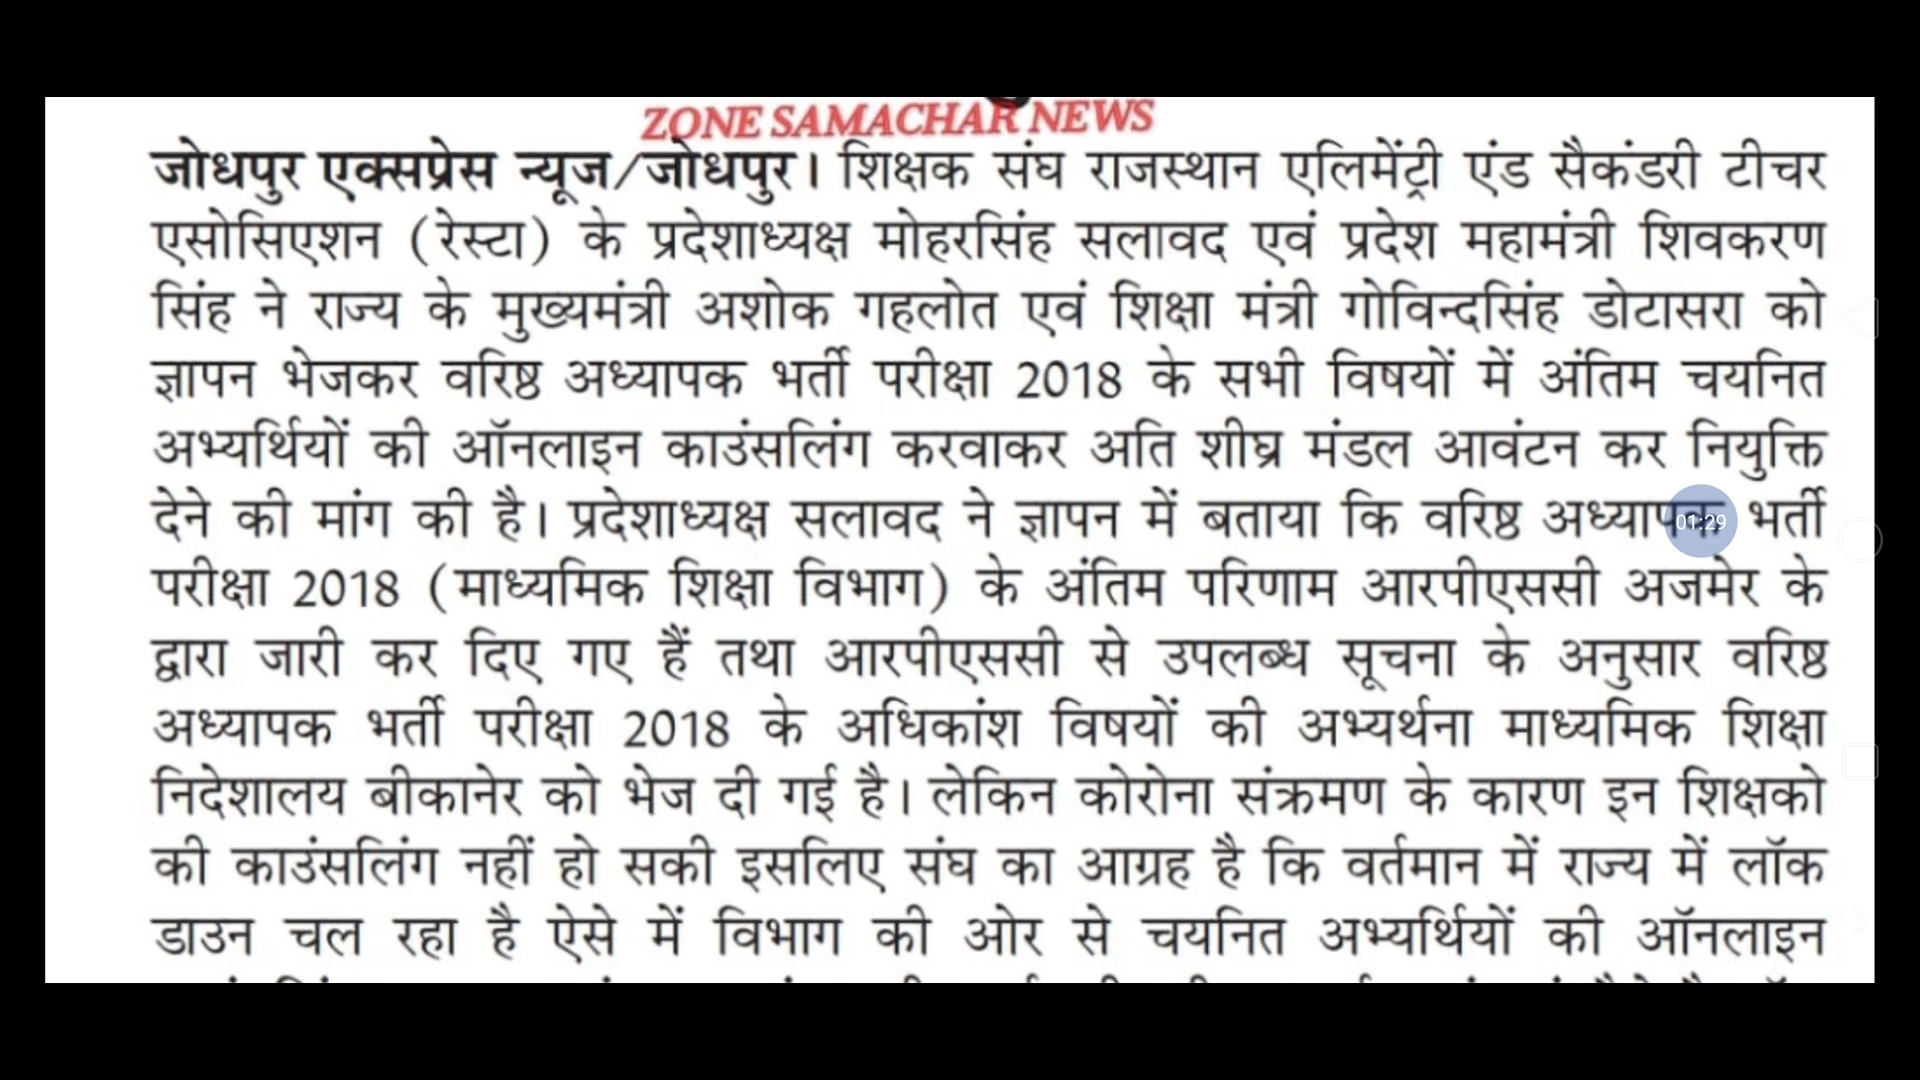 ZONE SAMACHAR NEWS
जोधपुर एक्सप्रेस न्यूज/जोधपुर। शिक्षक संघ राजस्थान एलिमेंट्री एंड सैकंडरी टीचर
एसोसिएशन (रेस्टा) के प्रदेशाध्यक्ष मोहरसिंह सलावद एवं प्रदेश महामंत्री शिवकरण
सिंह ने राज्य के मुख्यमंत्री अशोक गहलोत एवं शिक्षा मंत्री गोविन्दसिंह डोटासरा को
ज्ञापन भेजकर वरिष्ठ अध्यापक भर्ती परीक्षा 2018 के सभी विषयों में अंतिम चयनित
अभ्यर्थियों की ऑनलाइन काउंसलिंग करवाकर अति शीघ्र मंडल आवंटन कर नियुक्ति
देने की मांग की है। प्रदेशाध्यक्ष सलावद ने ज्ञापन में बताया कि वरिष्ठ अध्यापक भर्ती
01:29
परीक्षा 2018 (माध्यमिक शिक्षा विभाग) के अंतिम परिणाम आरपीएससी अजमेर के
द्वारा जारी कर दिए गए हैं तथा आरपीएससी से उपलब्ध सूचना के अनुसार वरिष्ठ
अध्यापक भर्ती परीक्षा 2018 के अधिकांश विषयों की अभ्यर्थना माध्यमिक शिक्षा
निदेशालय बीकानेर को भेज दी गई है। लेकिन कोरोना संक्रमण के कारण इन शिक्षको
की काउंसलिंग नहीं हो सकी इसलिए संघ का आग्रह है कि वर्तमान में राज्य में लॉक
डाउन चल रहा है ऐसे में विभाग की ओर से चयनित अभ्यर्थियों की ऑनलाइन